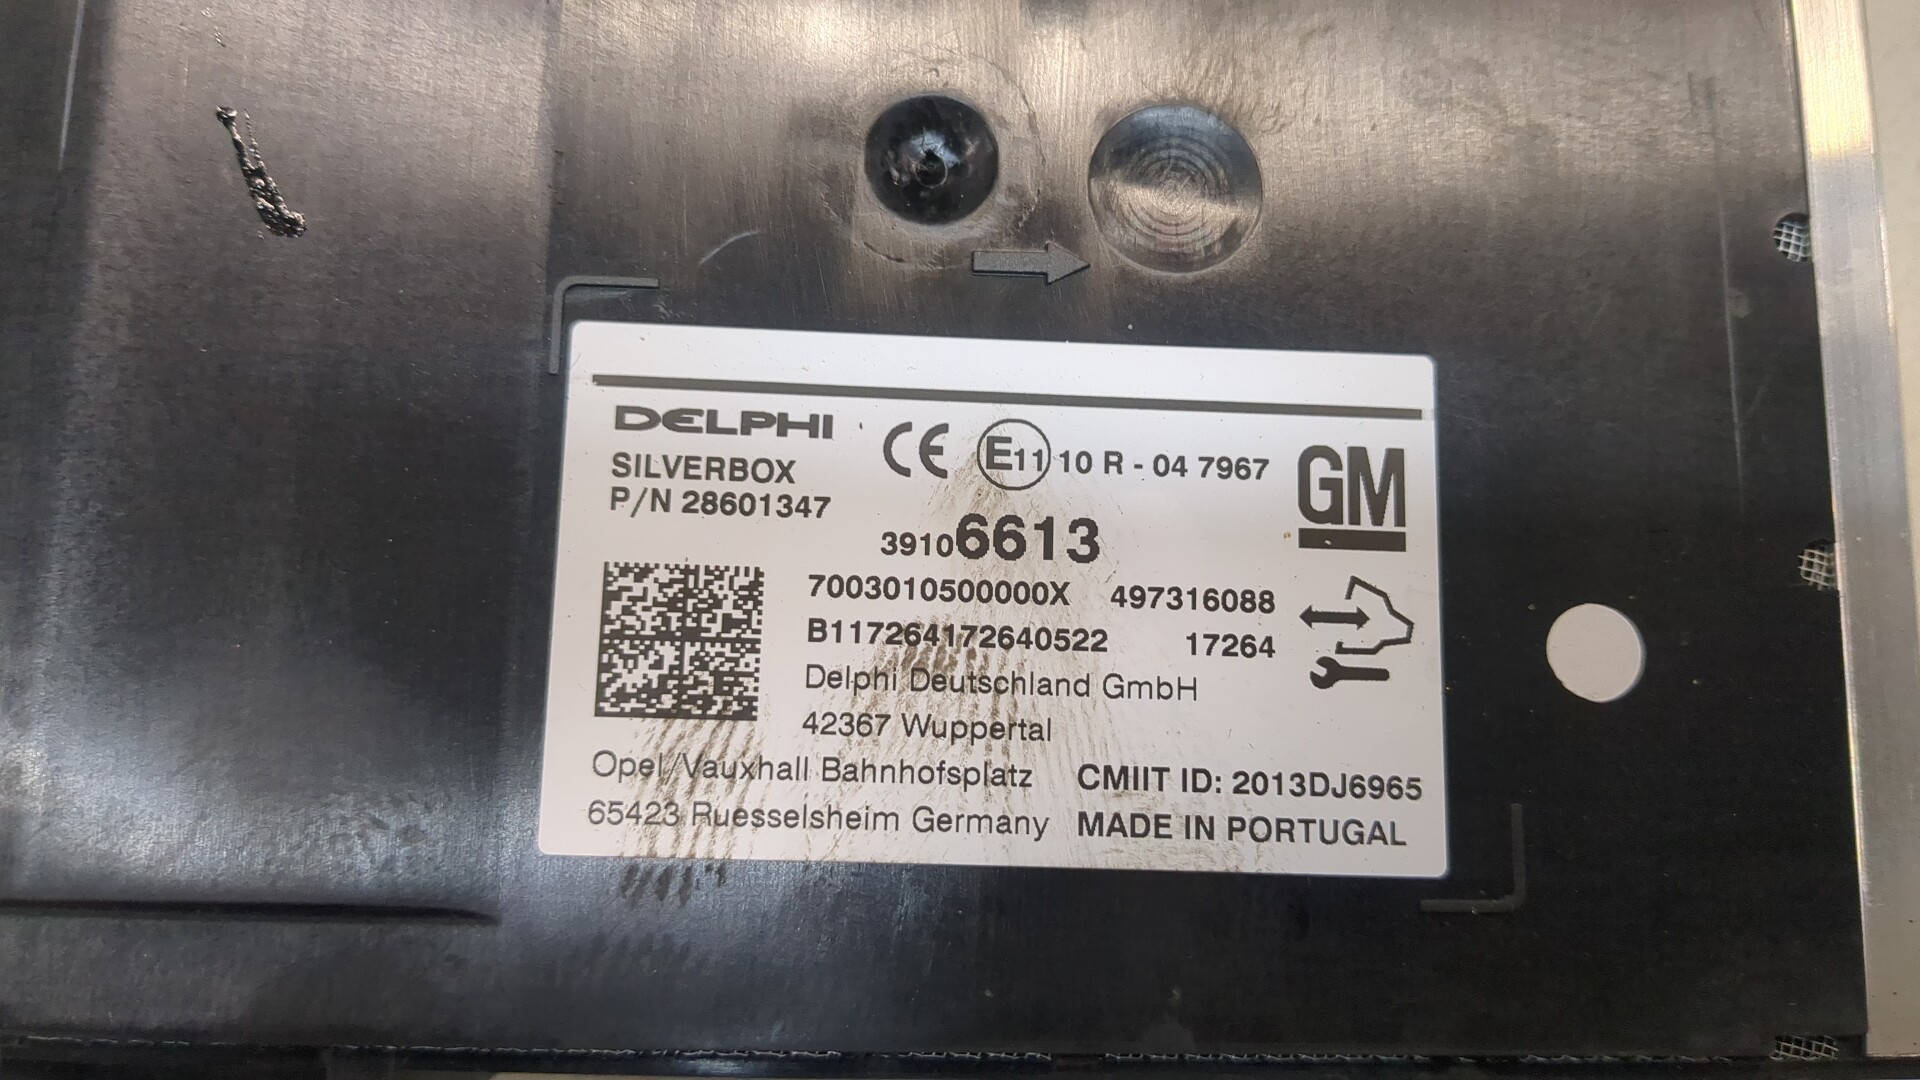 DELPHI
CE E11 10 R - 04 7967
GM
SILVERBOX
P/N 28601347
39106613
7003010500000X 497316088
B117264172640522 17264
Delphi Deutschland GmbH
42367 Wuppertal
Opel/Vauxhall Bahnhofsplatz CMIIT ID: 2013DJ6965
65423 Ruesselsheim Germany MADE IN PORTUGAL